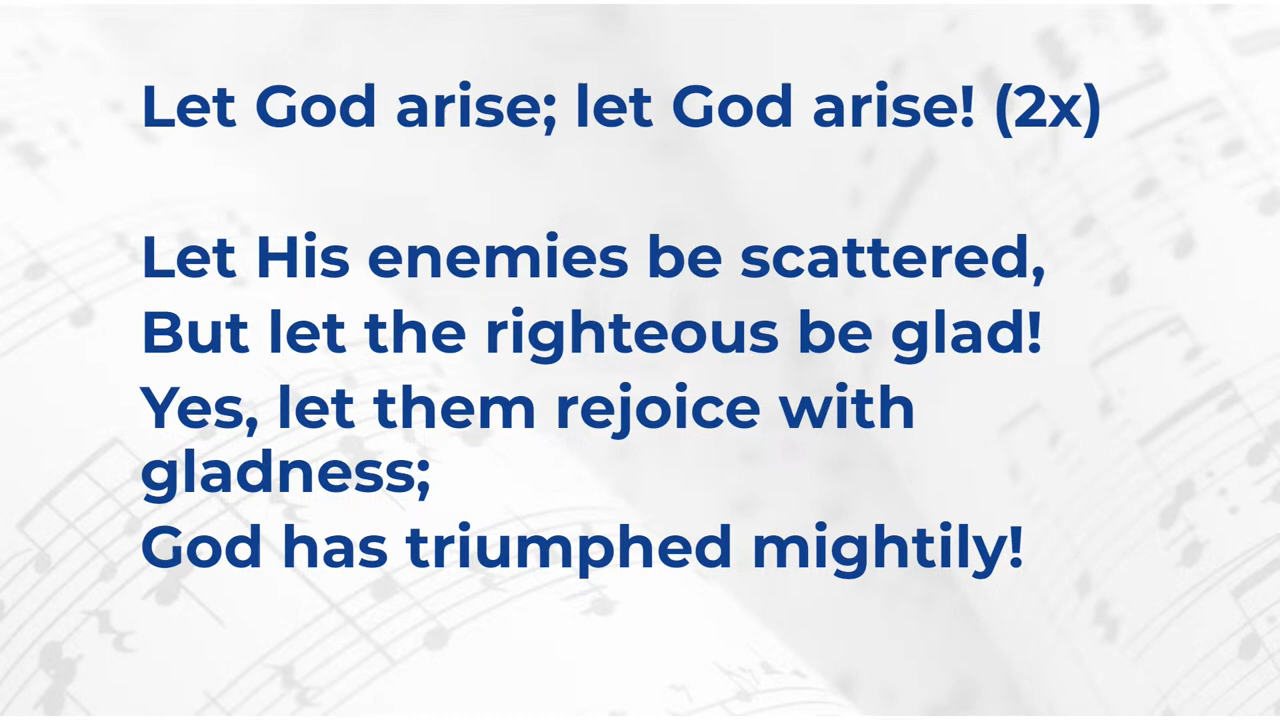 Let God arise; let God arise! (2x)
Let His enemies be scattered,
But let the righteous be glad!
Yes, let them rejoice with
gladness;
God has triumphed mightily!